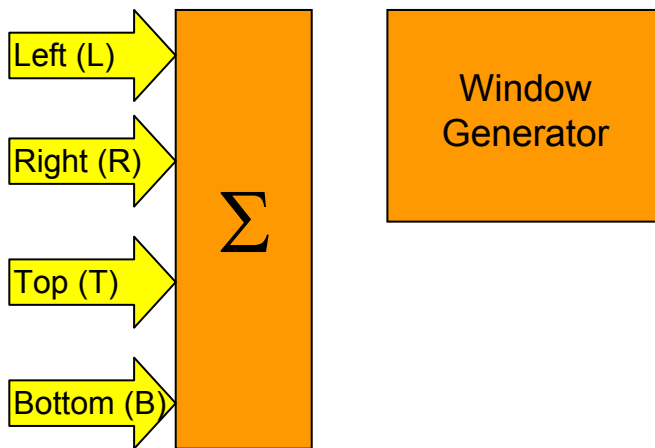 Left (L)
Right (R)
Top (T)
Bottom (B)
Σ
Window
Generator